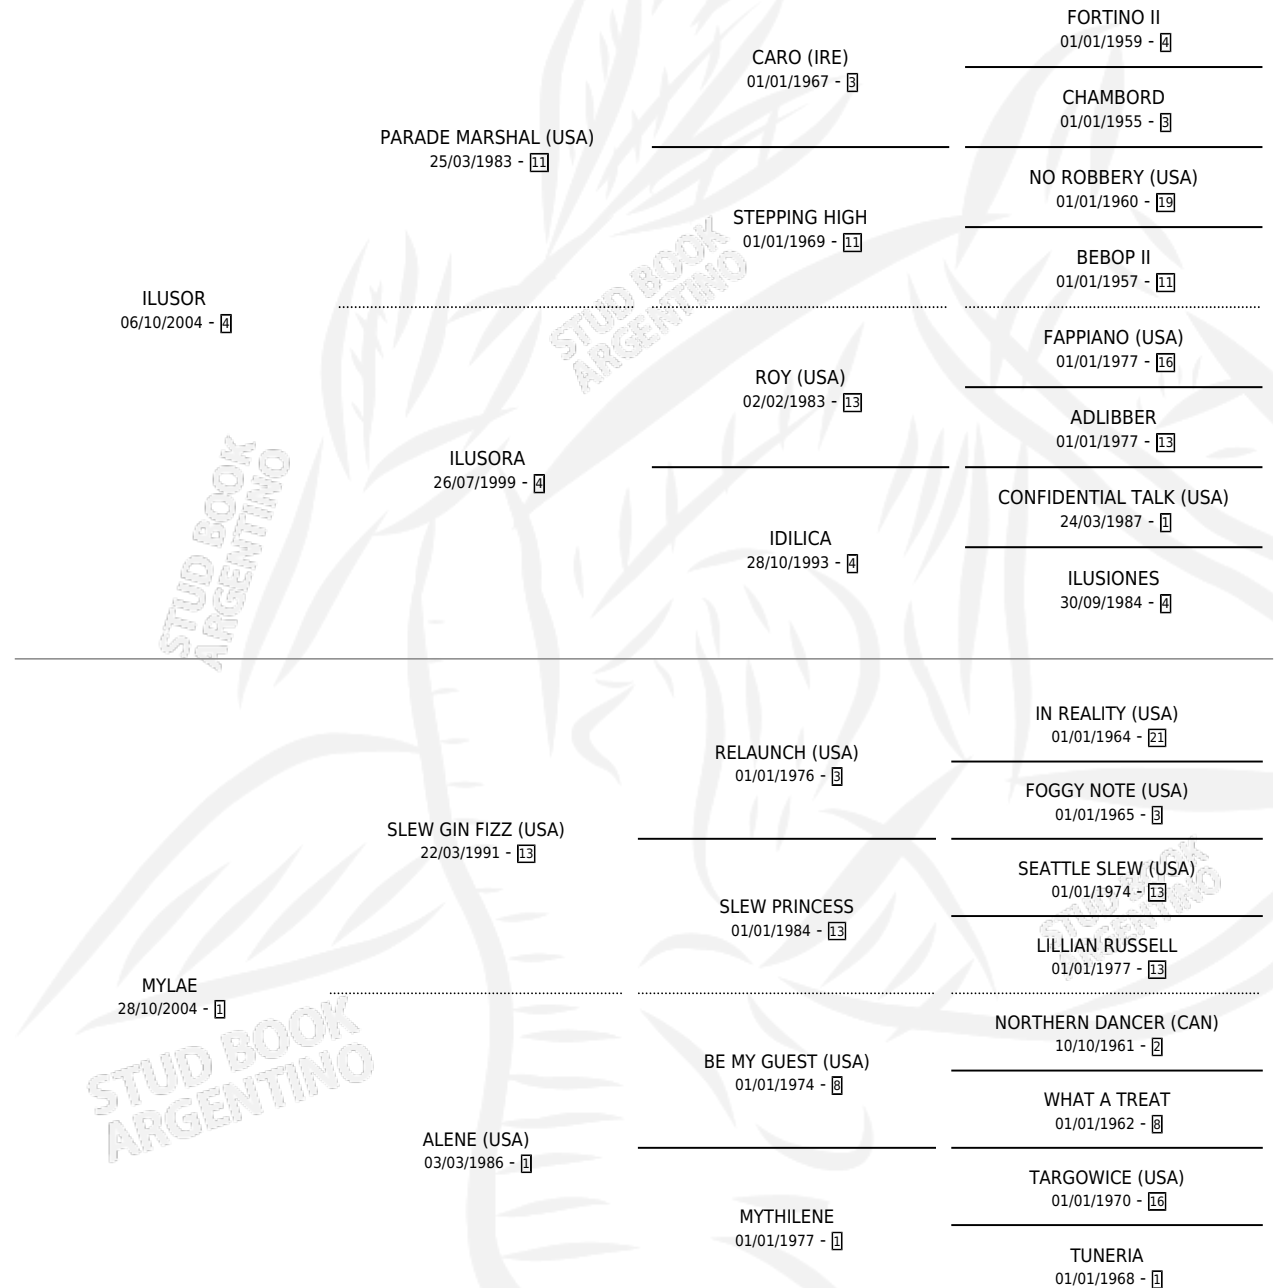 FORTINO II
01/01/1959 - 4
CARO (IRE)
01/01/1967 - 3
CHAMBORD
01/01/1955 - 3
PARADE MARSHAL (USA)
25/03/1983 - 11
NO ROBBERY (USA)
01/01/1960 - 19
STEPPING HIGH
01/01/1969 - 11
BEBOP II
01/01/1957 - 11
ILUSOR
06/10/2004 - 4
STUD BOOK
ARGENTINO
FAPPIANO (USA)
01/01/1977 - 16
ROY (USA)
02/02/1983 - 13
ADLIBBER
01/01/1977 - 13
ILUSORA
26/07/1999 - 4
CONFIDENTIAL TALK (USA)
24/03/1987 - 1
IDILICA
28/10/1993 - 4
ILUSIONES
30/09/1984 - 4
STUD BOOK
ARGENTINO
IN REALITY (USA)
01/01/1964 - 21
RELAUNCH (USA)
01/01/1976 - 3
FOGGY NOTE (USA)
01/01/1965 - 3
SLEW GIN FIZZ (USA)
22/03/1991 - 13
SEATTLE SLEW (USA)
01/01/1974 - 13
SLEW PRINCESS
01/01/1984 - 13
STUD BOOK
ARGENTINO
LILLIAN RUSSELL
01/01/1977 - 13
MYLAE
28/10/2004 - 1
STUD BOOK
ARGENTINO
NORTHERN DANCER (CAN)
10/10/1961 - 2
BE MY GUEST (USA)
01/01/1974 - 8
WHAT A TREAT
01/01/1962 - 8
ALENE (USA)
03/03/1986 - 1
TARGOWICE (USA)
01/01/1970 - 16
MYTHILENE
01/01/1977 - 1
TUNERIA
01/01/1968 - 1